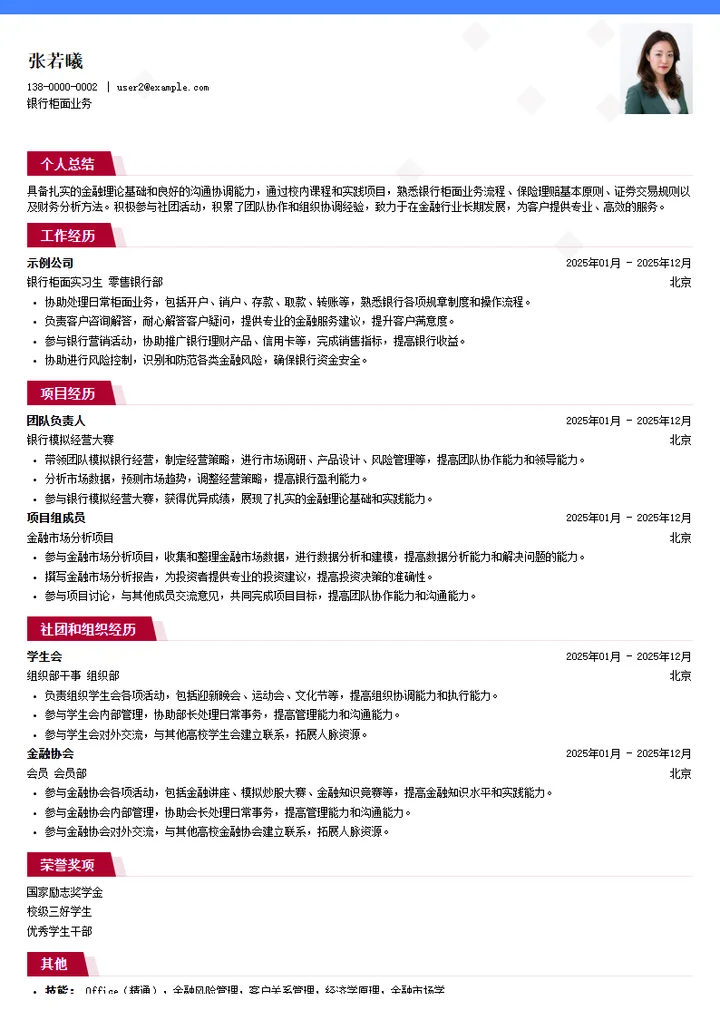 张若曦
138-0000-0002 | user2@example.com
银行柜面业务
个人总结
具备扎实的金融理论基础和良好的沟通协调能力，通过校内课程和实践项目，熟悉银行柜面业务流程、保险理赔基本原则、证券交易规则以
及财务分析方法。积极参与社团活动，积累了团队协作和组织协调经验，致力于在金融行业长期发展，为客户提供专业、高效的服务。
工作经历
示例公司 2025年01月 - 2025年12月
银行柜面实习生 零售银行部 北京
• 协助处理日常柜面业务，包括开户、销户、存款、取款、转账等，熟悉银行各项规章制度和操作流程。
• 负责客户咨询解答，耐心解答客户疑问，提供专业的金融服务建议，提升客户满意度。
• 参与银行营销活动，协助推广银行理财产品、信用卡等，完成销售指标，提高银行收益。
• 协助进行风险控制，识别和防范各类金融风险，确保银行资金安全。
项目经历
团队负责人 2025年01月 - 2025年12月
银行模拟经营大赛 北京
• 带领团队模拟银行经营，制定经营策略，进行市场调研、产品设计、风险管理等，提高团队协作能力和领导能力。
• 分析市场数据，预测市场趋势，调整经营策略，提高银行盈利能力。
• 参与银行模拟经营大赛，获得优异成绩，展现了扎实的金融理论基础和实践能力。
项目组成员 2025年01月 - 2025年12月
金融市场分析项目 北京
• 参与金融市场分析项目，收集和整理金融市场数据，进行数据分析和建模，提高数据分析能力和解决问题的能力。
• 撰写金融市场分析报告，为投资者提供专业的投资建议，提高投资决策的准确性。
• 参与项目讨论，与其他成员交流意见，共同完成项目目标，提高团队协作能力和沟通能力。
社团和组织经历
学生会 2025年01月 - 2025年12月
组织部干事 组织部 北京
• 负责组织学生会各项活动，包括迎新晚会、运动会、文化节等，提高组织协调能力和执行能力。
• 参与学生会内部管理，协助部长处理日常事务，提高管理能力和沟通能力。
• 参与学生会对外交流，与其他高校学生会建立联系，拓展人脉资源。
金融协会 2025年01月 - 2025年12月
会员 会员部 北京
• 参与金融协会各项活动，包括金融讲座、模拟炒股大赛、金融知识竞赛等，提高金融知识水平和实践能力。
• 参与金融协会内部管理，协助会长处理日常事务，提高管理能力和沟通能力。
• 参与金融协会对外交流，与其他高校金融协会建立联系，拓展人脉资源。
荣誉奖项
国家励志奖学金
校级三好学生
优秀学生干部
其他
• 技能： Office（精通），金融风险管理，客户关系管理，经济学原理，金融市场学